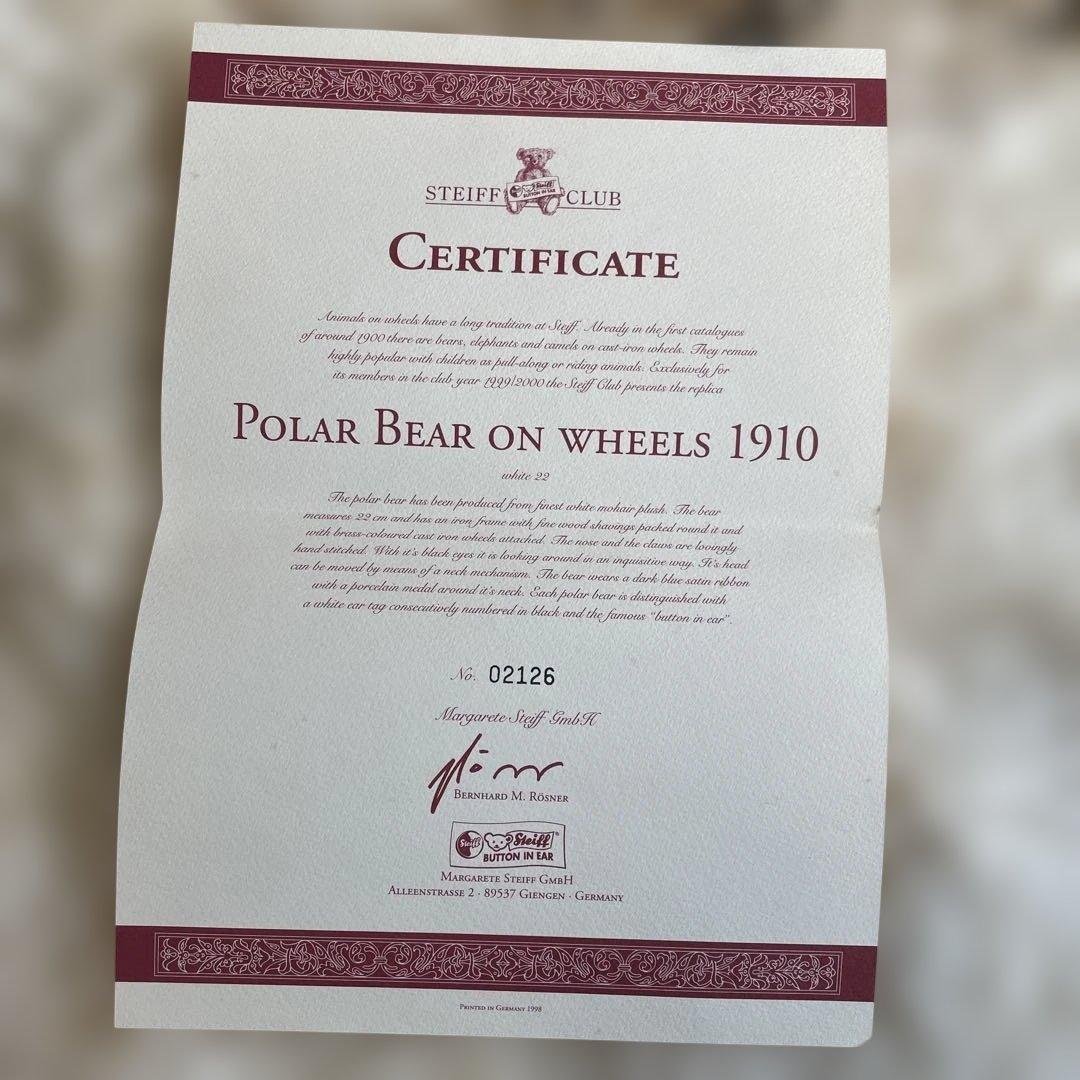 STEIFF CLUB
Steiff
BUTTON IN EAR
CERTIFICATE
Animals on wheels have a long tradition at Steiff. Already in the first catalogues
of around 1900 there are bears, elephants and camels on cast-iron wheels. They remain
highly popular with children as pull-along or riding animals. Exclusively for
its members in the club year 1999/2000 the Steiff Club presents the replica
POLAR BEAR ON WHEELS 1910
white 22
The polar bear has been produced from finest white mohair plush. The bear
measures 22 cm and has an iron frame with fine wood shavings packed round it and
with brass-coloured cast iron wheels attached. The nose and the claws are lovingly
hand stitched. With it's black eyes it is looking around in an inquisitive way. It's head
can be moved by means of a neck mechanism. The bear wears a dark blue satin ribbon
with a porcelain medal around it's neck. Each polar bear is distinguished with
a white ear tag consecutively numbered in black and the famous "button in ear".
No. 02126
Margarete Steiff GmbH
BERNHARD M. RÖSNER
Steiff Steiff®
BUTTON IN EAR
MARGARETE STEIFF GMBH
ALLEENSTRASSE 2 · 89537 GIENGEN · GERMANY
PRINTED IN GERMANY 1998